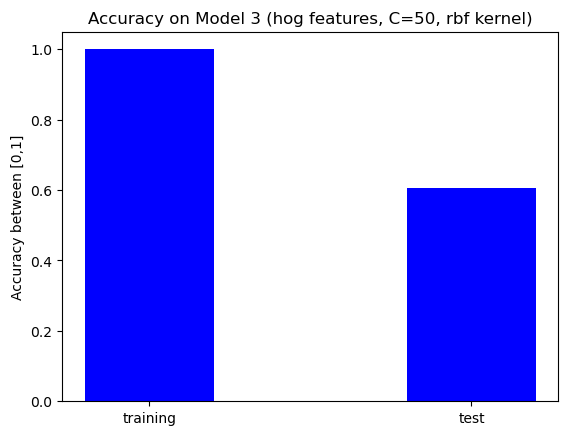 Accuracy on Model 3 (hog features, C=50, rbf kernel)
Accuracy between [0,1]
1.0
0.8
0.6
0.4
0.2
0.0
training
test